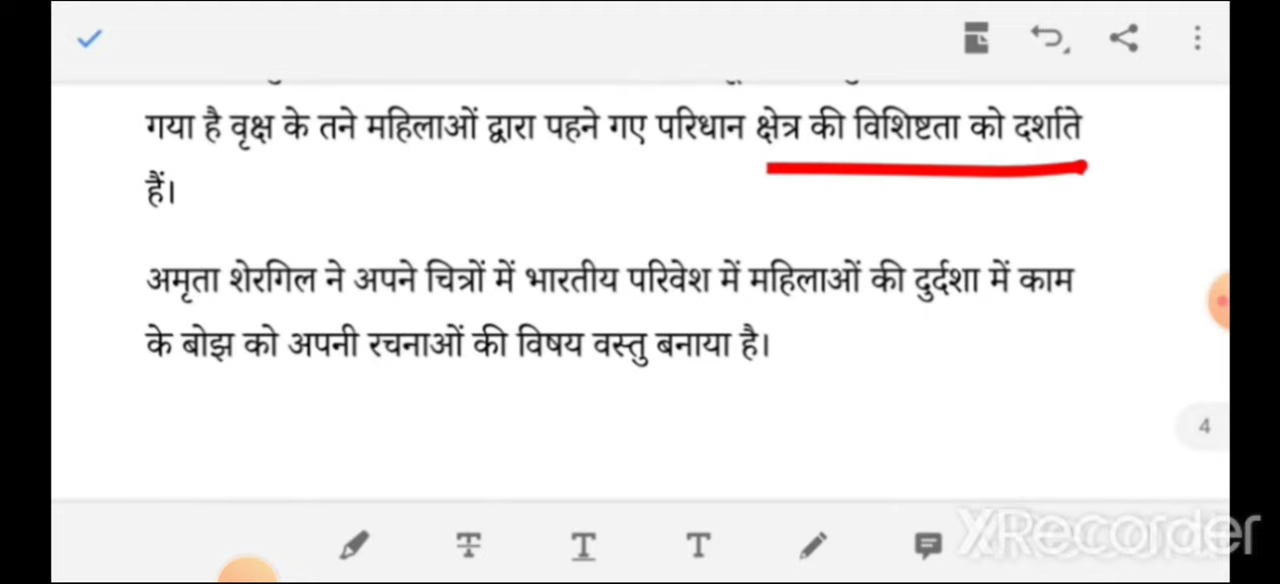 गया है वृक्ष के तने महिलाओं द्वारा पहने गए परिधान क्षेत्र की विशिष्टता को दर्शाते
हैं।
अमृता शेरगिल ने अपने चित्रों में भारतीय परिवेश में महिलाओं की दुर्दशा में काम
के बोझ को अपनी रचनाओं की विषय वस्तु बनाया है।
4
XRecorder